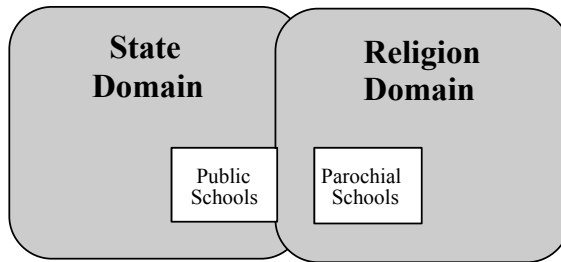 State
Domain
Religion
Domain
Public
Schools
Parochial
Schools